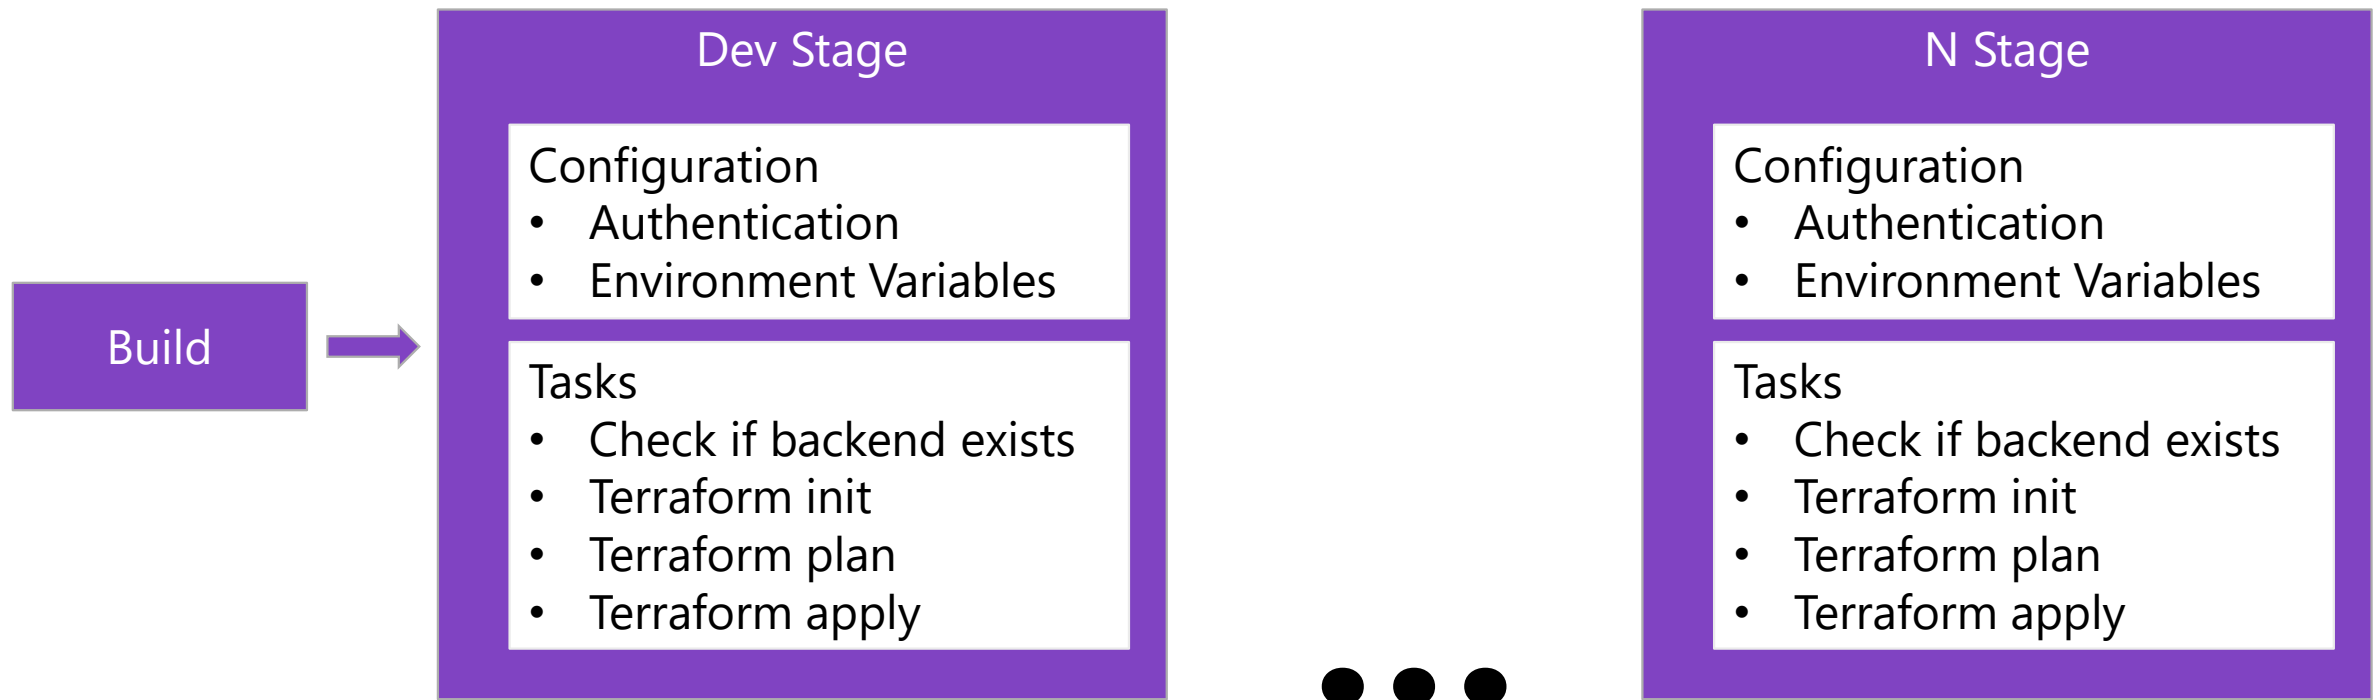 Build
Dev Stage
Configuration
• Authentication
• Environment Variables
Tasks
• Check if backend exists
• Terraform init
• Terraform plan
• Terraform apply
N Stage
Configuration
• Authentication
• Environment Variables
Tasks
• Check if backend exists
• Terraform init
• Terraform plan
• Terraform apply